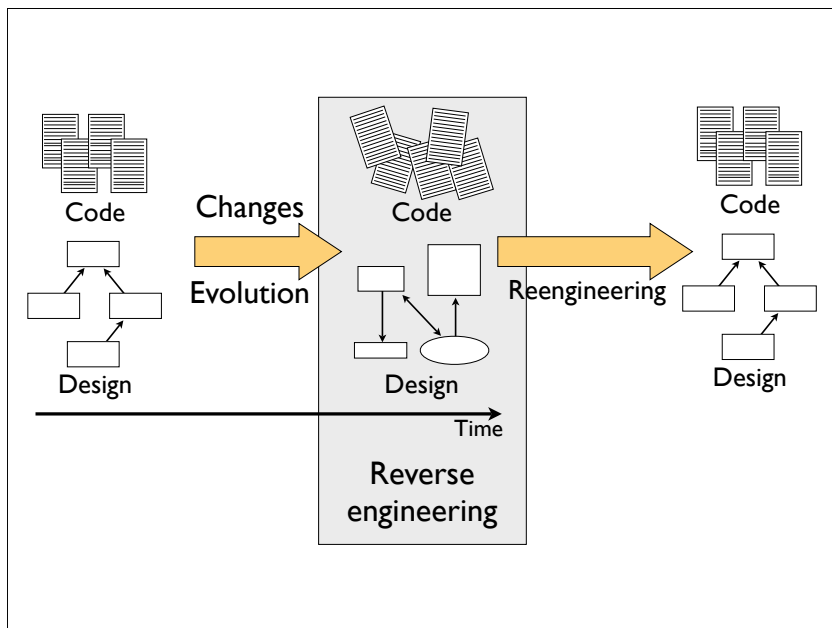 Code
Changes
Evolution
Design
Code
Design
Time
Reverse
engineering
Reengineering
Code
Design